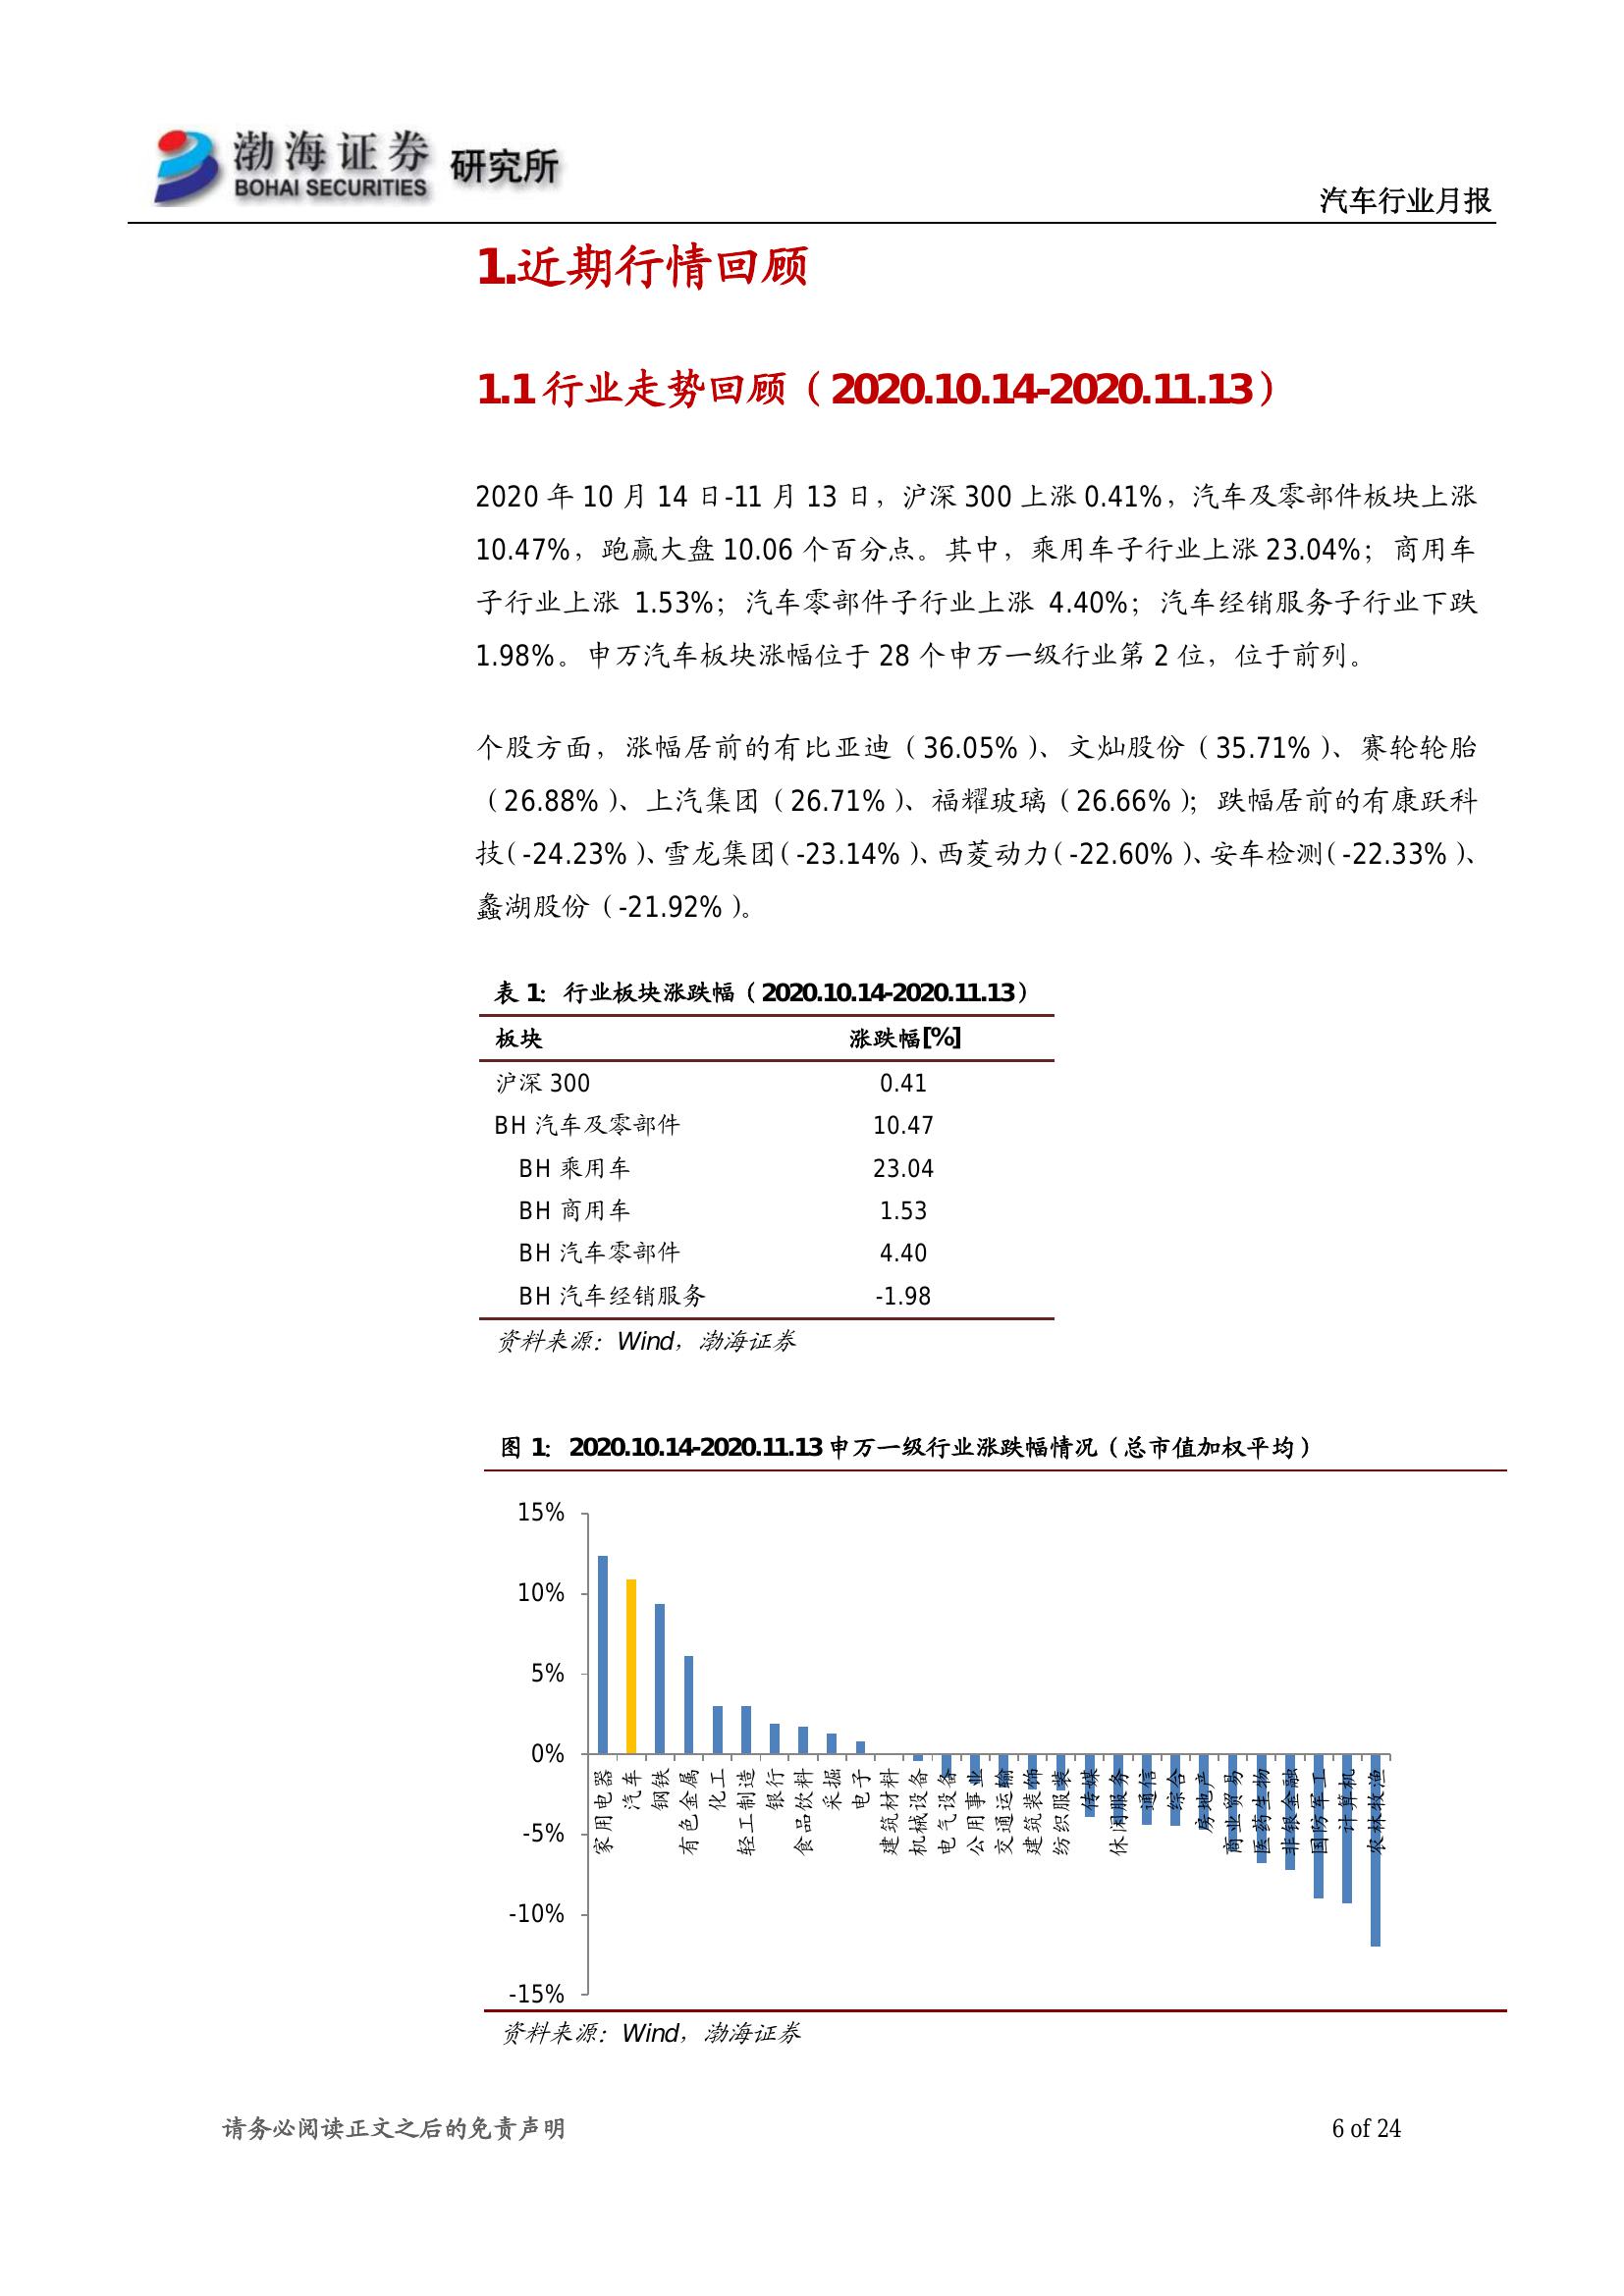 渤海证券 研究所
BOHAI SECURITIES
汽车行业月报
1.近期行情回顾
1.1 行业走势回顾（2020.10.14-2020.11.13）
2020 年 10 月 14 日-11 月 13 日，沪深 300 上涨 0.41%，汽车及零部件板块上涨
10.47%，跑赢大盘 10.06 个百分点。其中，乘用车子行业上涨 23.04%；商用车
子行业上涨 1.53%；汽车零部件子行业上涨 4.40%；汽车经销服务子行业下跌
1.98%。申万汽车板块涨幅位于 28 个申万一级行业第 2 位，位于前列。
个股方面，涨幅居前的有比亚迪（36.05%）、文灿股份（35.71%）、赛轮轮胎
（26.88%）、上汽集团（26.71%）、福耀玻璃（26.66%）；跌幅居前的有康跃科
技（-24.23%）、雪龙集团（-23.14%）、西菱动力（-22.60%）、安车检测（-22.33%）、
蠡湖股份（-21.92%）。
表 1：行业板块涨跌幅（2020.10.14-2020.11.13）
板块 涨跌幅[%]
沪深 300 0.41
BH 汽车及零部件 10.47
BH 乘用车 23.04
BH 商用车 1.53
BH 汽车零部件 4.40
BH 汽车经销服务 -1.98
资料来源：Wind，渤海证券
图 1：2020.10.14-2020.11.13 申万一级行业涨跌幅情况（总市值加权平均）
15%
10%
5%
0%
-5%
-10%
-15%
家用电器
汽车
钢铁
有色金属
化工
轻工制造
银行
食品饮料
采掘
电子
建筑材料
机械设备
电气设备
公用事业
交通运输
建筑装饰
纺织服装
传媒
休闲服务
通信
综合
房地产
商业贸易
医药生物
非银金融
国防军工
计算机
农林牧渔
资料来源：Wind，渤海证券
请务必阅读正文之后的免责声明
6 of 24